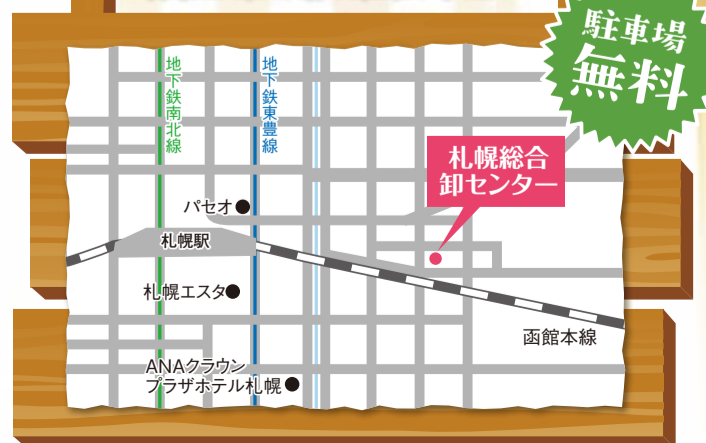 駐車場
無料
地下鉄南北線
地下鉄東豊線
札幌総合
卸センター
パセオ
札幌駅
札幌エスタ
函館本線
ANAクラウン
プラザホテル札幌